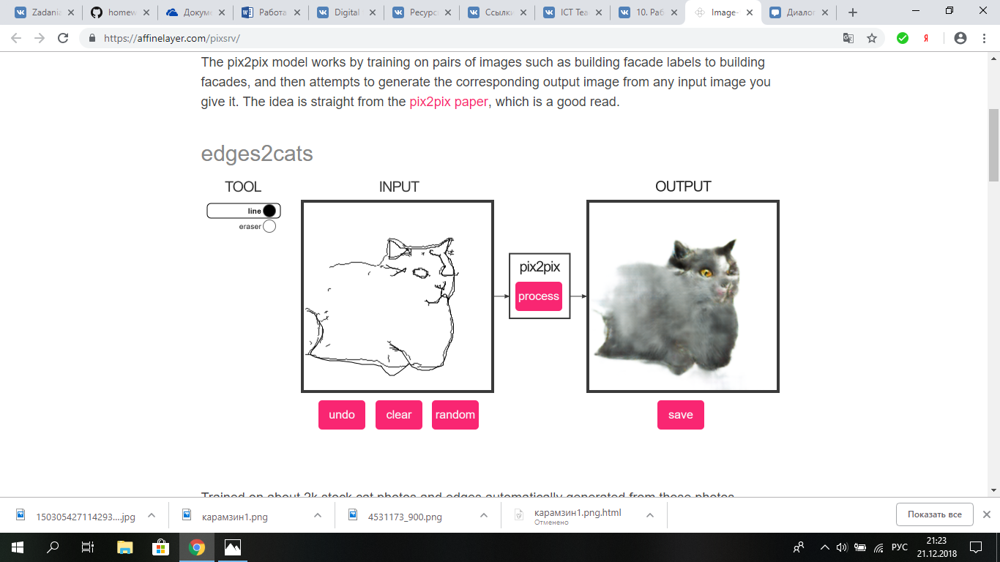 Zadania
homew
Докуме
Работа
Digital
Ресурс
Ссылки
ICT Tea
10. Раб
Image-
Диалог
https://affinelayer.com/pixsrv/
Я
The pix2pix model works by training on pairs of images such as building facade labels to building
facades, and then attempts to generate the corresponding output image from any input image you
give it. The idea is straight from the pix2pix paper, which is a good read.
edges2cats
TOOL
INPUT
OUTPUT
line
eraser
pix2pix
process
undo
clear
random
save
Trained on about 2k stock cat photos and edges automatically generated from those photos
150305427114293....jpg
карамзин1.png
4531173_900.png
карамзин1.png.html
Отменено
Показать все
РУС
21:23
21.12.2018